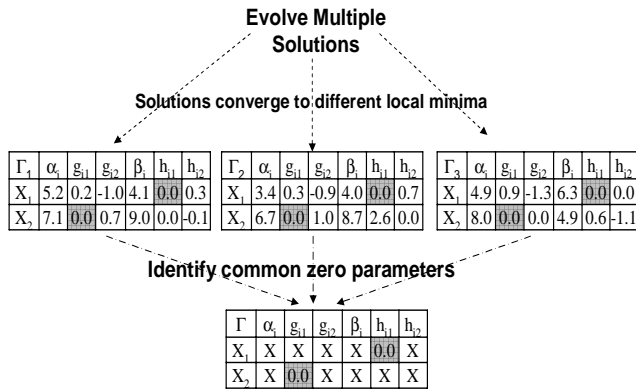 Evolve Multiple
Solutions
Solutions converge to different local minima
Γ1 αi gi1 gi2 βi hi1 hi2
X1 5.2 0.2 -1.0 4.1 0.0 0.3
X2 7.1 0.0 0.7 9.0 0.0 -0.1
Γ2 αi gi1 gi2 βi hi1 hi2
X1 3.4 0.3 -0.9 4.0 0.0 0.7
X2 6.7 0.0 1.0 8.7 2.6 0.0
Γ3 αi gi1 gi2 βi hi1 hi2
X1 4.9 0.9 -1.3 6.3 0.0 0.0
X2 8.0 0.0 0.0 4.9 0.6 -1.1
Identify common zero parameters
Γ αi gi1 gi2 βi hi1 hi2
X1 X X X X 0.0 X
X2 X 0.0 X X X X